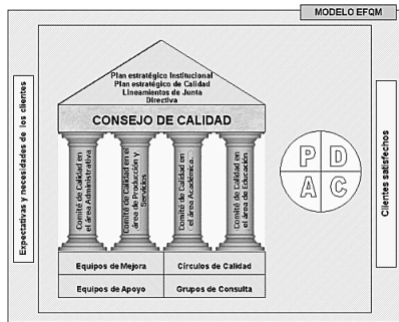 MODELO EFQM
Expectativas y necesidades de los clientes
Plan estratégico Institucional
Plan estratégico de Calidad
Lineamientos de Junta
Directiva
CONSEJO DE CALIDAD
Comité de Calidad en
el área Administrativa
Comité de Calidad en el
área de Producción y
Servicios
Comité de Calidad en
el área Académica..
Comité de Calidad en
el área de Educación
P D
A C
Equipos de Mejora
Círculos de Calidad
Equipos de Apoyo
Grupos de Consulta
Clientes satisfechos